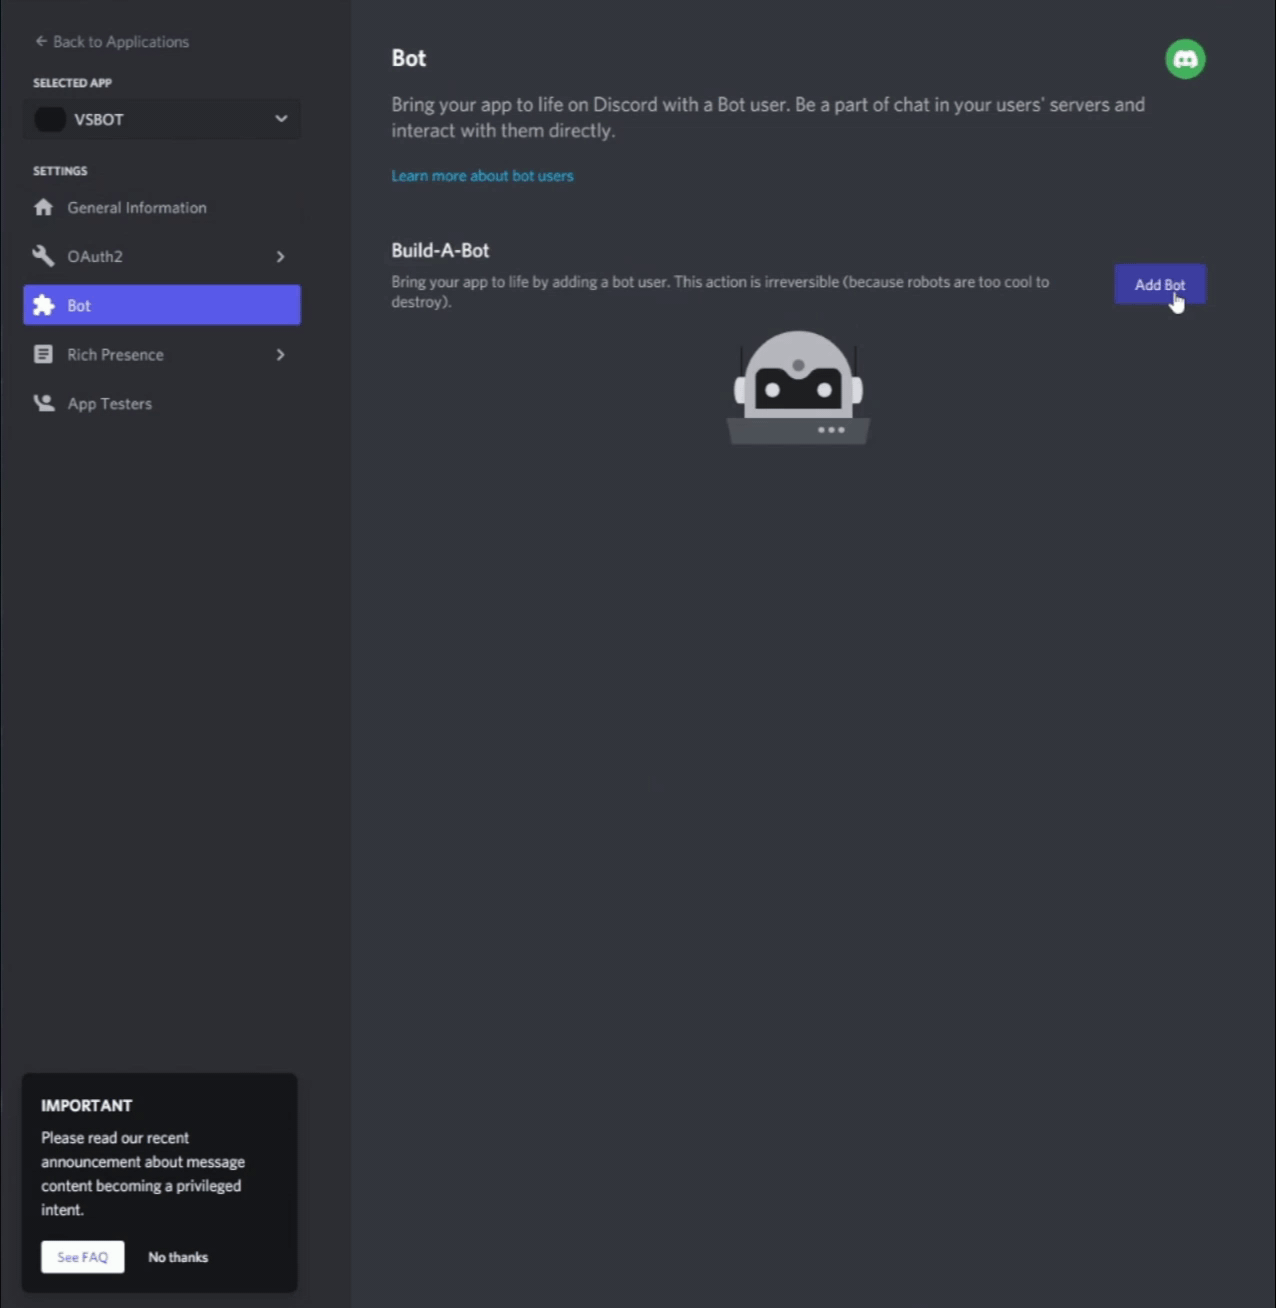 ← Back to Applications
SELECTED APP
VSBOT
SETTINGS
General Information
OAuth2
Bot
Rich Presence
App Testers
IMPORTANT
Please read our recent
announcement about message
content becoming a privileged
intent.
See FAQ No thanks
Bot
Bring your app to life on Discord with a Bot user. Be a part of chat in your users' servers and
interact with them directly.
Learn more about bot users
Build-A-Bot
Bring your app to life by adding a bot user. This action is irreversible (because robots are too cool to
destroy).
Add Bot